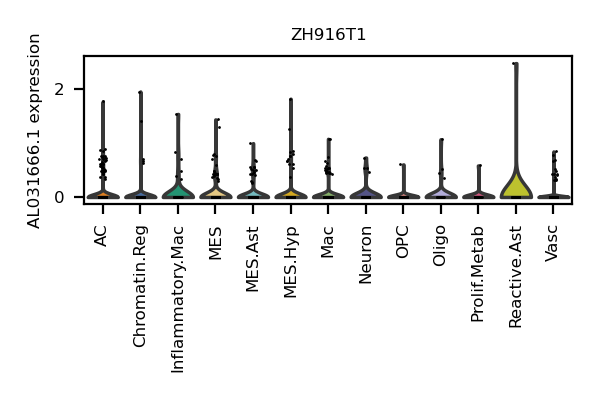 ZH916T1
AL031666.1 expression
2
0
AC
Chromatin.Reg
Inflammatory.Mac
MES
MES.Ast
MES.Hyp
Mac
Neuron
OPC
Oligo
Prolif.Metab
Reactive.Ast
Vasc